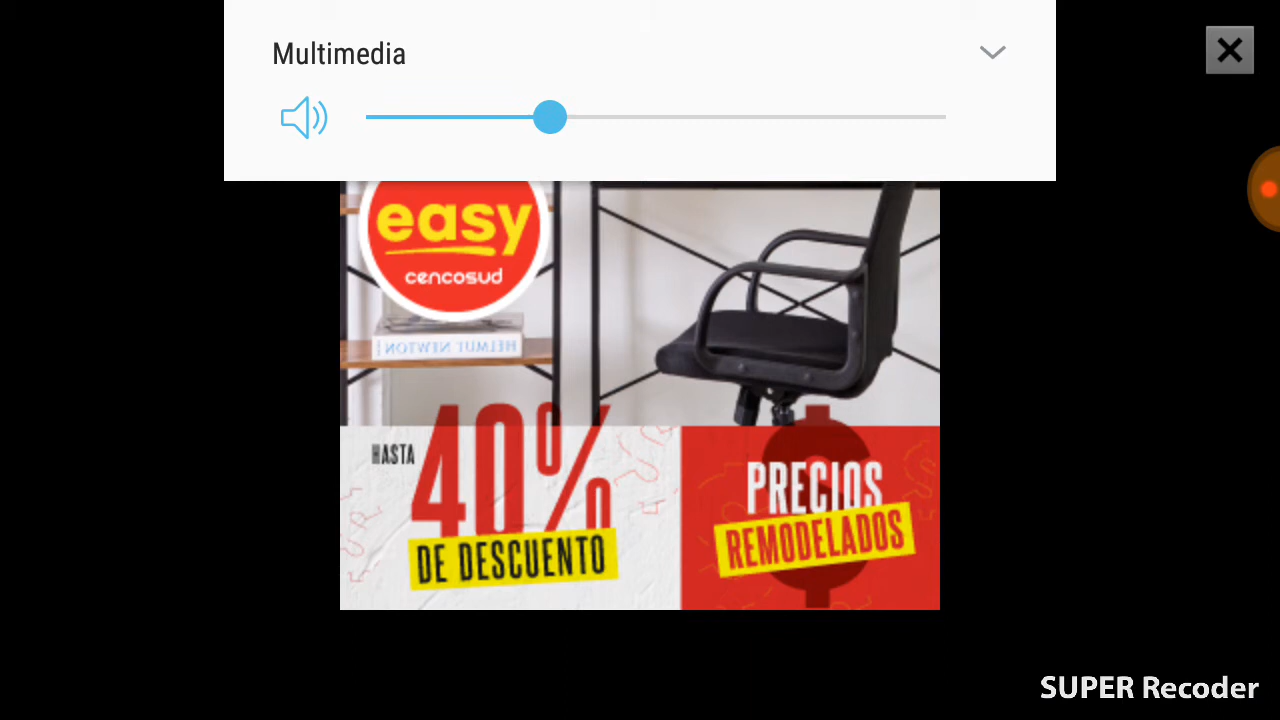 Multimedia
easy
cencosud
HELMUT NEWTON
HASTA
40%
DE DESCUENTO
PRECIOS
REMODELADOS
SUPER Recoder